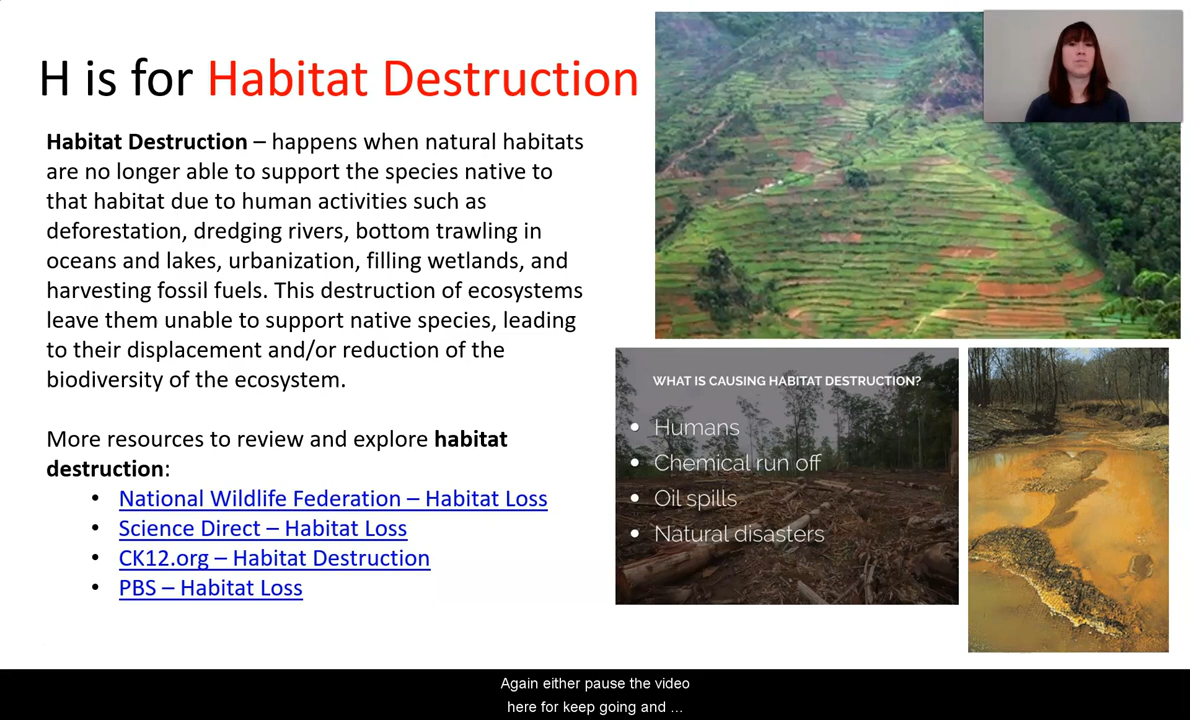 H is for Habitat Destruction
Habitat Destruction – happens when natural habitats
are no longer able to support the species native to
that habitat due to human activities such as
deforestation, dredging rivers, bottom trawling in
oceans and lakes, urbanization, filling wetlands, and
harvesting fossil fuels. This destruction of ecosystems
leave them unable to support native species, leading
to their displacement and/or reduction of the
biodiversity of the ecosystem.
More resources to review and explore habitat
destruction:
• National Wildlife Federation – Habitat Loss
• Science Direct – Habitat Loss
• CK12.org – Habitat Destruction
• PBS – Habitat Loss
WHAT IS CAUSING HABITAT DESTRUCTION?
• Humans
• Chemical run off
• Oil spills
• Natural disasters
Again either pause the video
here for keep going and ...